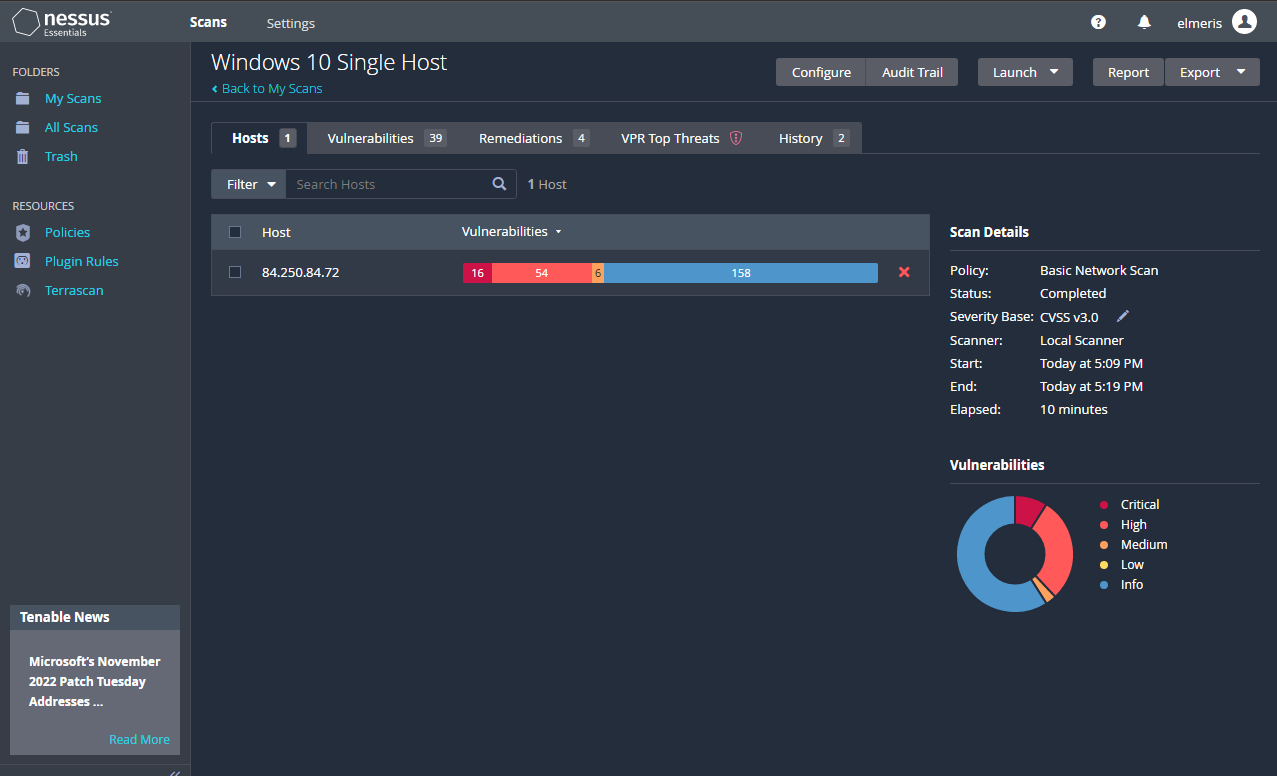 nessus
Essentials
Scans
Settings
elmeris
FOLDERS
My Scans
All Scans
Trash
RESOURCES
Policies
Plugin Rules
Terrascan
Tenable News
Microsoft's November
2022 Patch Tuesday
Addresses ...
Read More
Windows 10 Single Host
Back to My Scans
Configure
Audit Trail
Launch
Report
Export
Hosts 1
Vulnerabilities 39
Remediations 4
VPR Top Threats
History 2
Filter
Search Hosts
1 Host
Host
Vulnerabilities
84.250.84.72
16
54
6
158
Scan Details
Policy: Basic Network Scan
Status: Completed
Severity Base: CVSS v3.0
Scanner: Local Scanner
Start: Today at 5:09 PM
End: Today at 5:19 PM
Elapsed: 10 minutes
Vulnerabilities
Critical
High
Medium
Low
Info